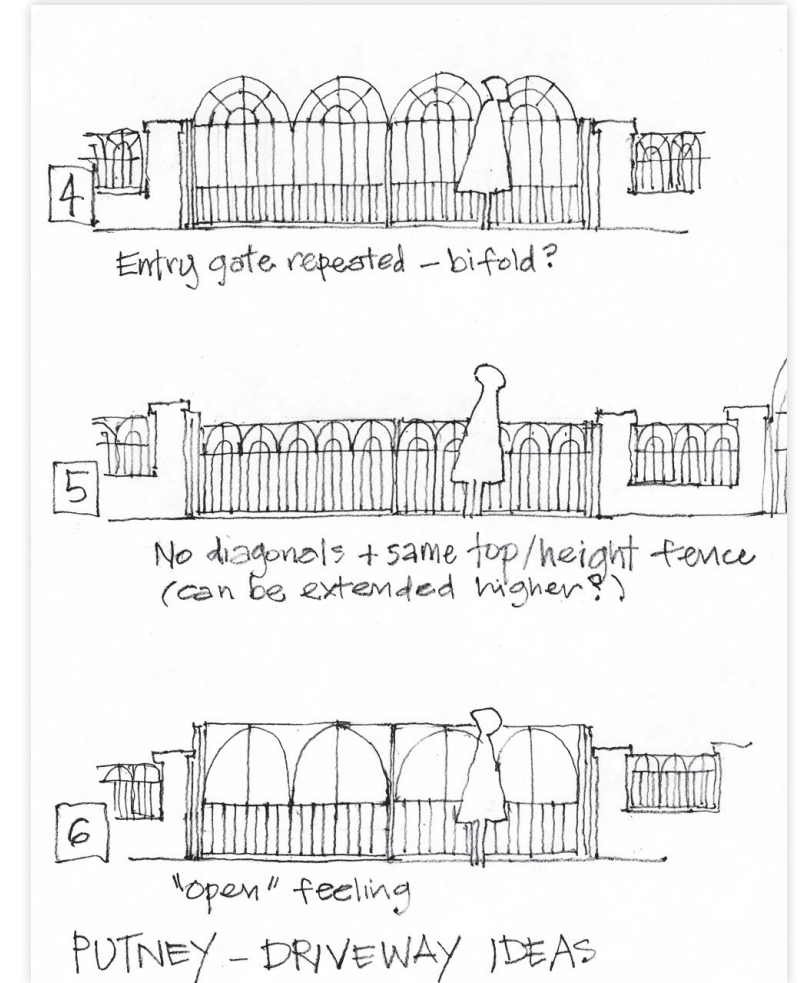 4
Entry gate repeated – bifold?
5
No diagonals + same top/height fence
(can be extended higher?)
6
"open" feeling
PUTNEY – DRIVEWAY IDEAS